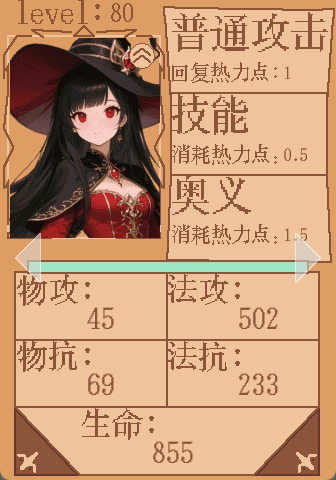 level: 80
普通攻击
回复热力点:1
技能
消耗热力点:0.5
奥义
消耗热力点:1.5
物攻:
45
法攻:
502
物抗:
69
法抗:
233
生命:
855